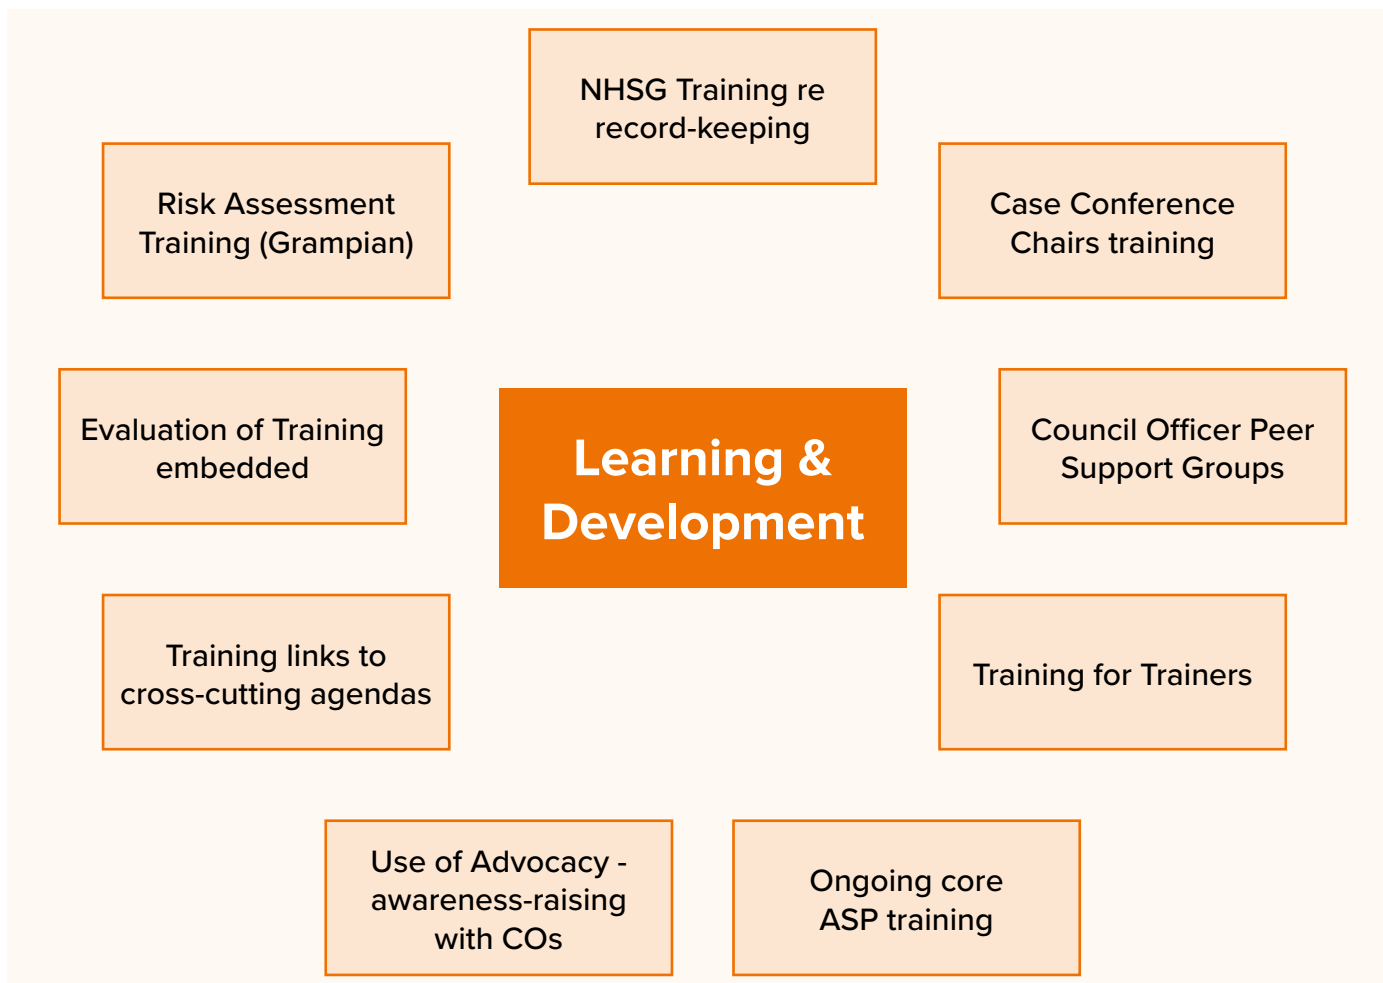 NHSG Training re
record-keeping
Risk Assessment
Training (Grampian)
Case Conference
Chairs training
Evaluation of Training
embedded
Learning &
Development
Council Officer Peer
Support Groups
Training links to
cross-cutting agendas
Training for Trainers
Use of Advocacy -
awareness-raising
with COs
Ongoing core
ASP training